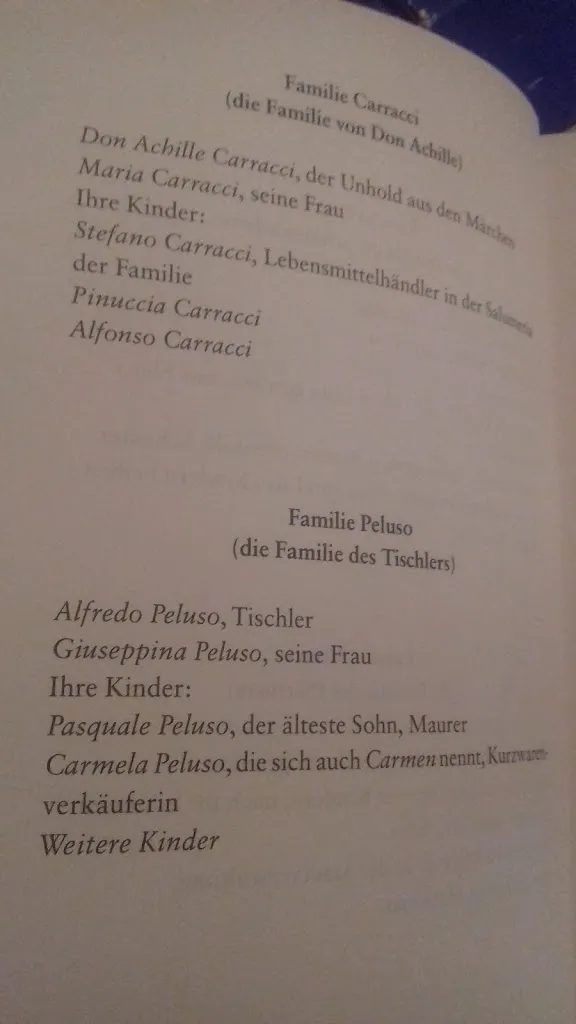 Familie Carracci
(die Familie von Don Achille)
Don Achille Carracci, der Unhold aus den Märchen
Maria Carracci, seine Frau
Ihre Kinder:
Stefano Carracci, Lebensmittelhändler in der Salumeria
der Familie
Pinuccia Carracci
Alfonso Carracci
Familie Peluso
(die Familie des Tischlers)
Alfredo Peluso, Tischler
Giuseppina Peluso, seine Frau
Ihre Kinder:
Pasquale Peluso, der älteste Sohn, Maurer
Carmela Peluso, die sich auch Carmen nennt, Kurzwaren-
verkäuferin
Weitere Kinder